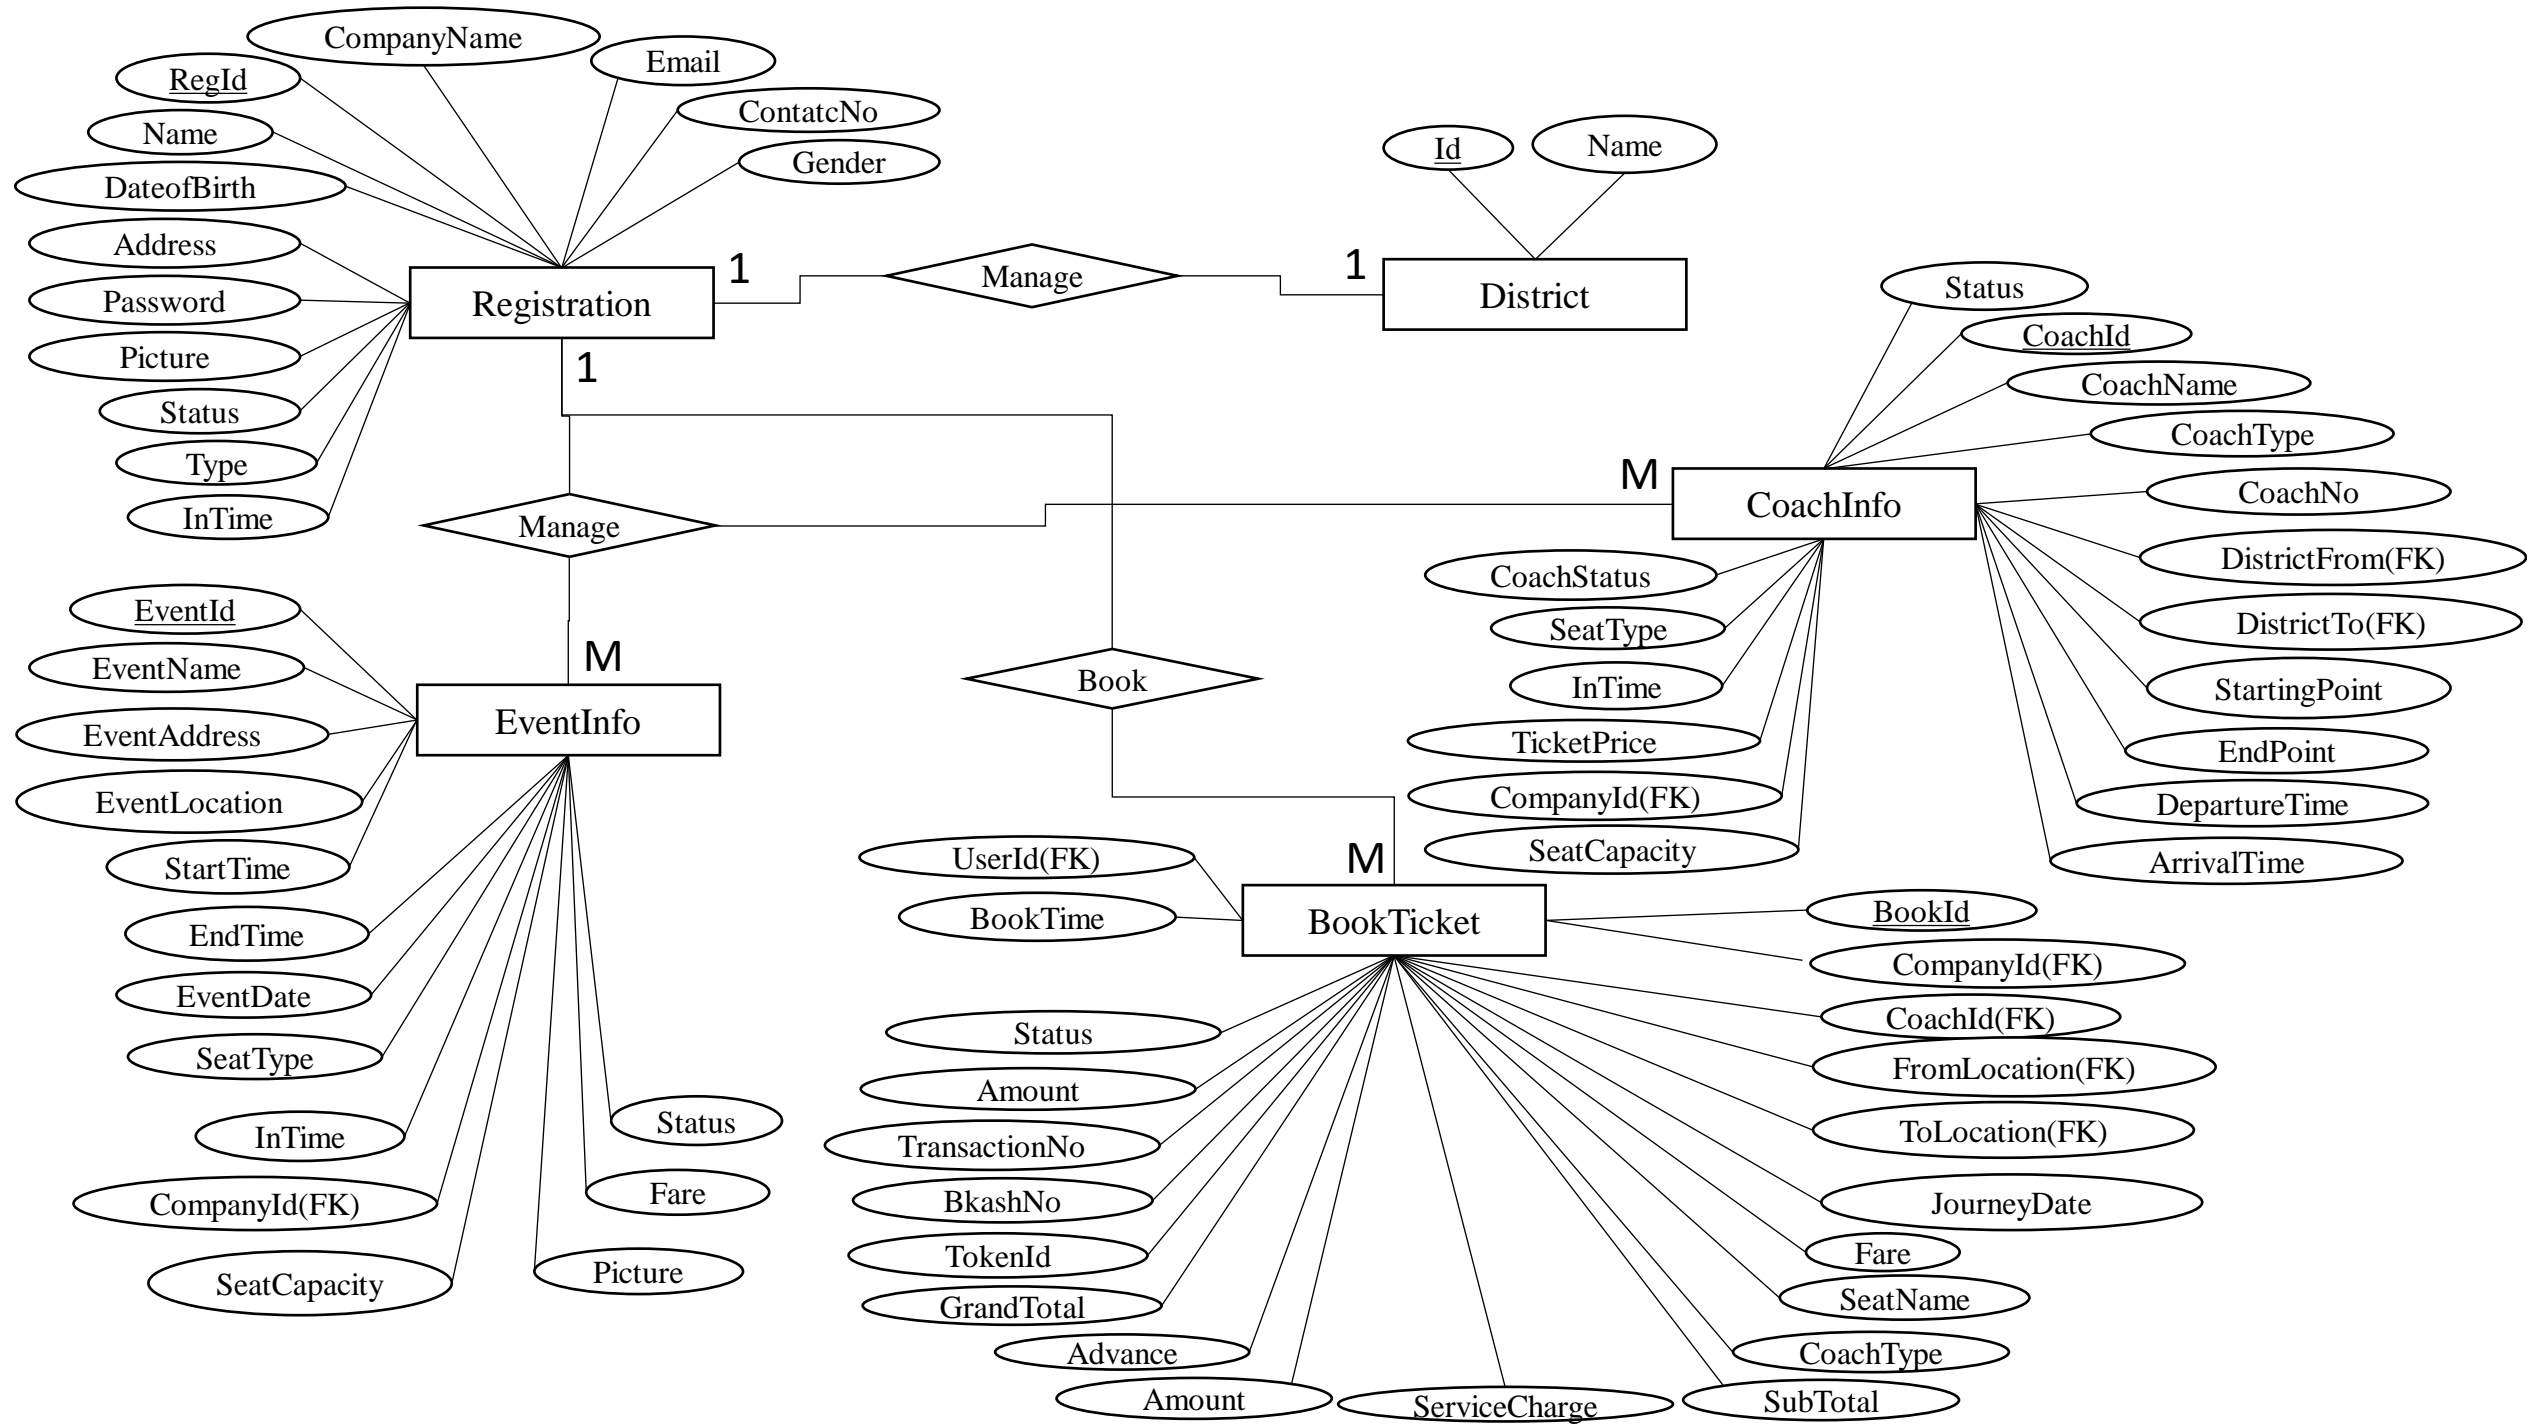 CompanyName
RegId
Email
Name
ContatcNo
DateofBirth
Gender
Address
Password
Picture
Status
Type
InTime
Registration
1
Manage
1
Id
Name
District
1
Manage
M
Status
CoachId
CoachName
CoachType
CoachInfo
CoachNo
DistrictFrom(FK)
DistrictTo(FK)
StartingPoint
EndPoint
DepartureTime
ArrivalTime
CoachStatus
SeatType
InTime
TicketPrice
CompanyId(FK)
SeatCapacity
EventId
EventName
EventAddress
EventLocation
StartTime
M
EventInfo
EndTime
EventDate
SeatType
InTime
CompanyId(FK)
SeatCapacity
Status
Fare
Picture
Book
M
UserId(FK)
BookTime
BookTicket
BookId
CompanyId(FK)
CoachId(FK)
FromLocation(FK)
ToLocation(FK)
JourneyDate
Fare
SeatName
CoachType
SubTotal
Status
Amount
TransactionNo
BkashNo
TokenId
GrandTotal
Advance
Amount
ServiceCharge